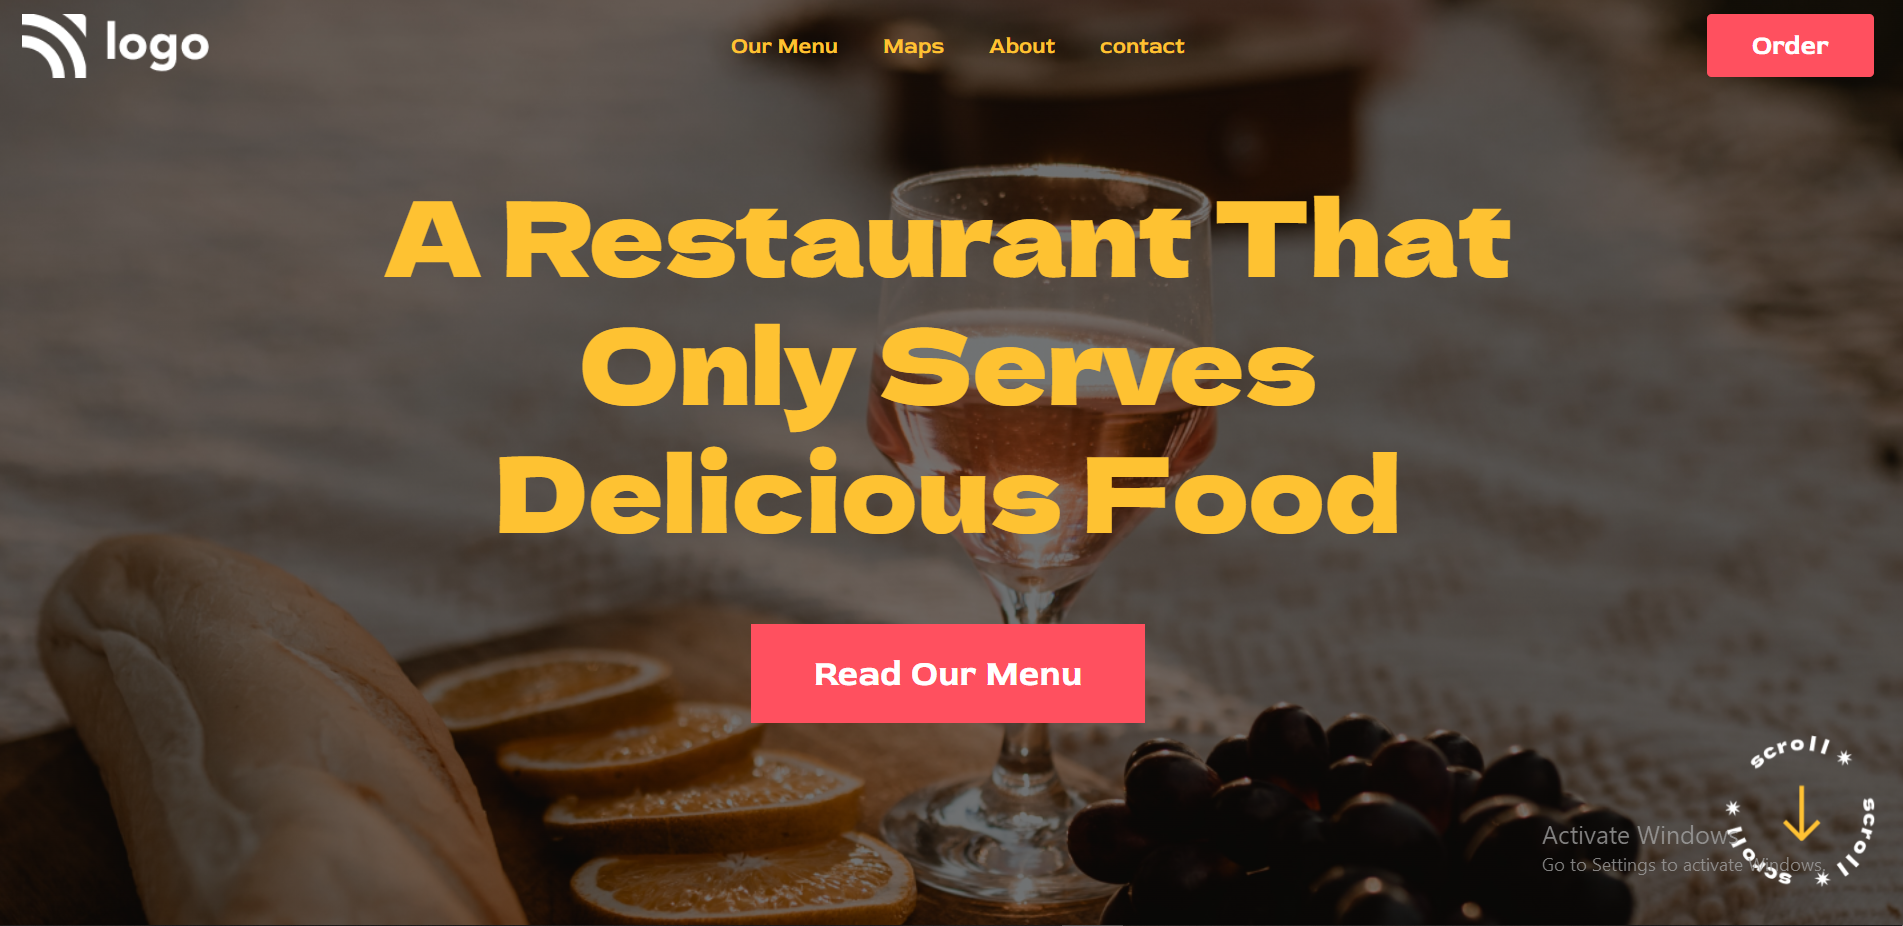 logo
Our Menu Maps About contact
Order
A Restaurant That
Only Serves
Delicious Food
Read Our Menu
scroll
scroll
scroll
Activate Windows
Go to Settings to activate Windows.